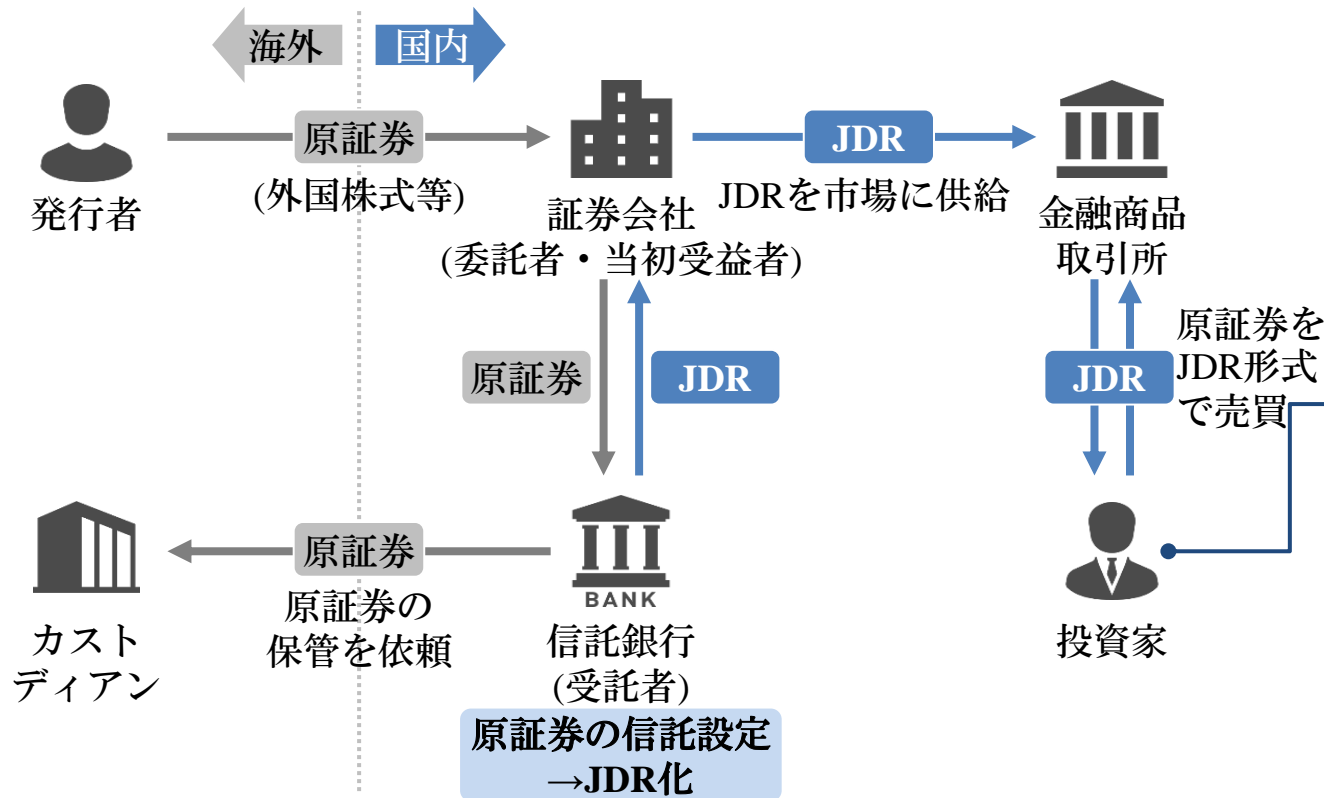 海外
国内
原証券
JDR
(外国株式等)
JDRを市場に供給
発行者
証券会社
(委託者・当初受益者)
金融商品
取引所
原証券
JDR
JDR
原証券を
JDR形式
で売買
原証券
原証券の
保管を依頼
BANK
カスト
ディアン
信託銀行
(受託者)
投資家
原証券の信託設定
→JDR化